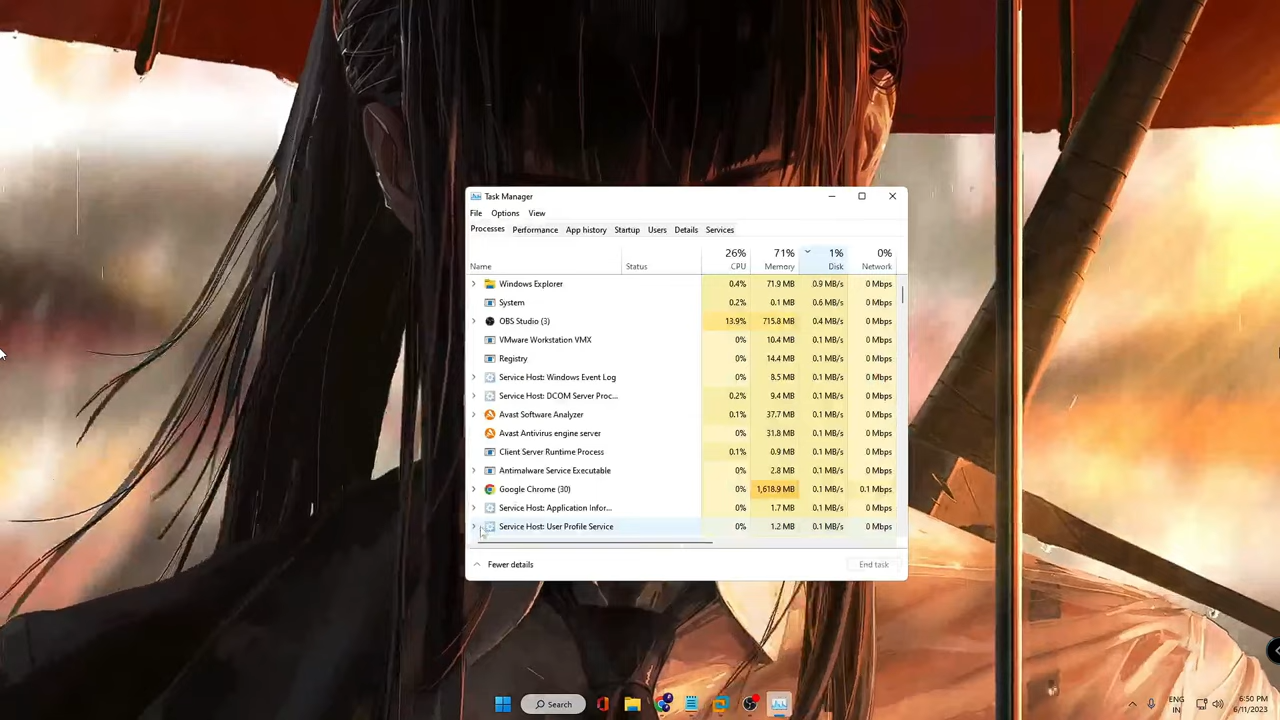 Task Manager
File Options View
Processes Performance App history Startup Users Details Services
26% 71% 1% 0%
Name Status CPU Memory Disk Network
Windows Explorer 0.4% 71.9 MB 0.9 MB/s 0 Mbps
System 0.2% 0.1 MB 0.6 MB/s 0 Mbps
OBS Studio (3) 13.9% 715.8 MB 0.4 MB/s 0 Mbps
VMware Workstation VMX 0% 10.4 MB 0.1 MB/s 0 Mbps
Registry 0% 14.4 MB 0.1 MB/s 0 Mbps
Service Host: Windows Event Log 0% 8.5 MB 0.1 MB/s 0 Mbps
Service Host: DCOM Server Proc... 0.2% 9.4 MB 0.1 MB/s 0 Mbps
Avast Software Analyzer 0.1% 37.7 MB 0.1 MB/s 0 Mbps
Avast Antivirus engine server 0% 31.8 MB 0.1 MB/s 0 Mbps
Client Server Runtime Process 0.1% 0.9 MB 0.1 MB/s 0 Mbps
Antimalware Service Executable 0% 2.8 MB 0.1 MB/s 0 Mbps
Google Chrome (30) 0% 1,618.9 MB 0.1 MB/s 0.1 Mbps
Service Host: Application Infor... 0% 1.7 MB 0.1 MB/s 0 Mbps
Service Host: User Profile Service 0% 1.2 MB 0.1 MB/s 0 Mbps
Fewer details End task
Search
ENG 6:50 PM
IN 6/11/2023